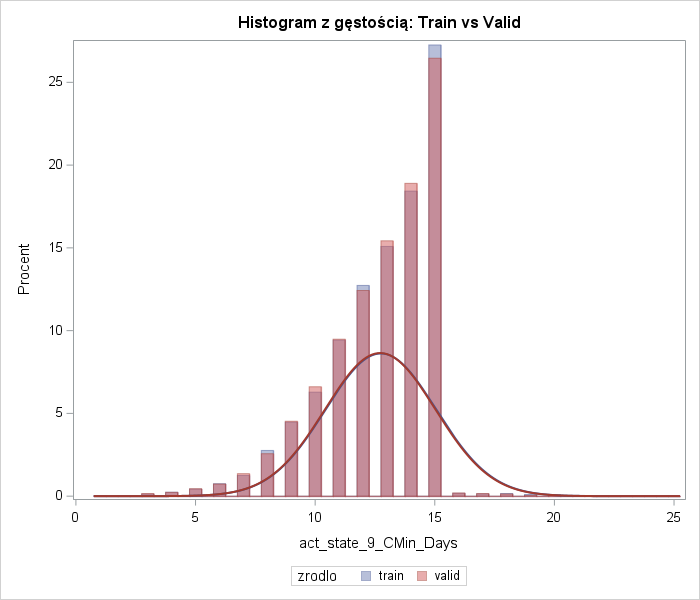 Histogram z gęstością: Train vs Valid
25
20
15
10
5
0
Procent
0 5 10 15 20 25
act_state_9_CMin_Days
zrodlo train valid